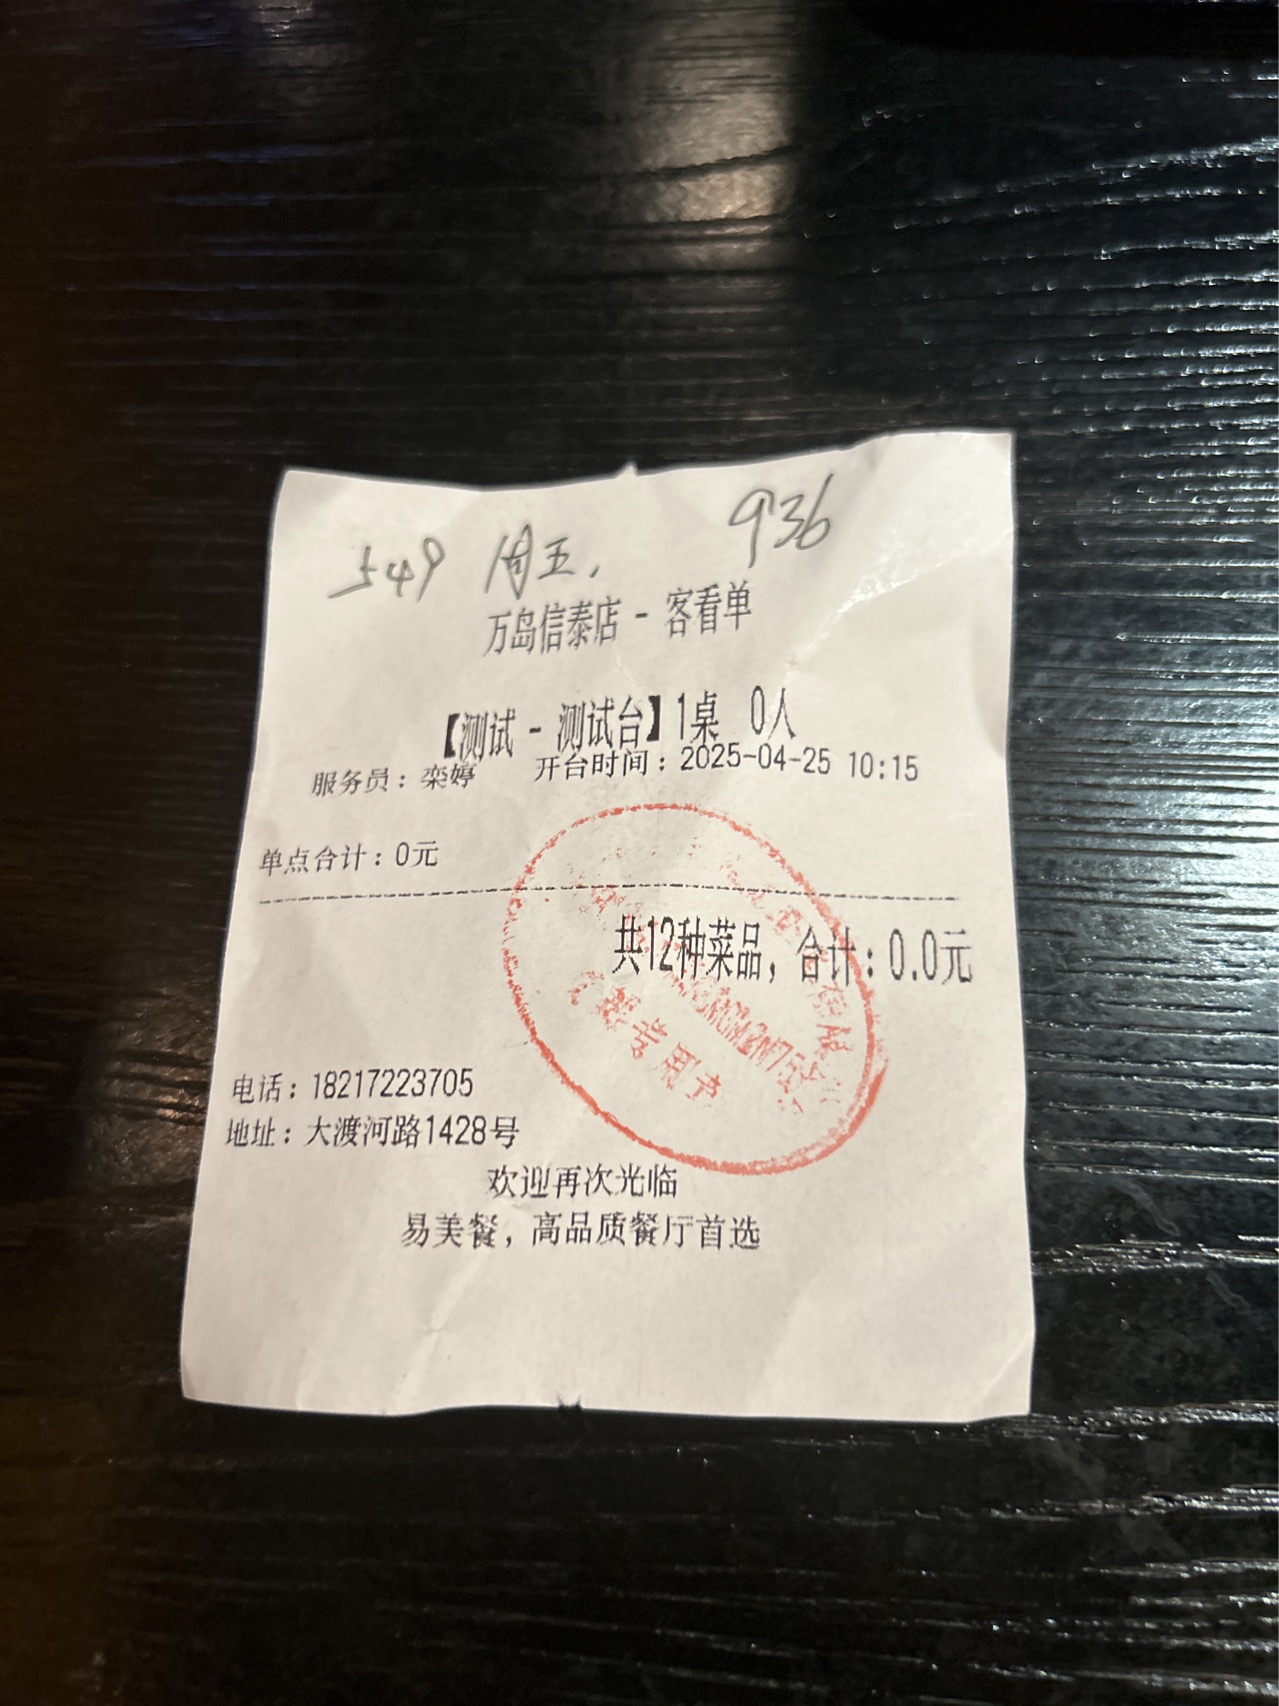 549 周五, 936
万岛信泰店 - 客看单
【测试 - 测试台】1桌 0人
服务员：栾婷 开台时间：2025-04-25 10:15
单点合计：0元
共12种菜品，合计：0.0元
发票专用
电话：18217223705
地址：大渡河路1428号
欢迎再次光临
易美餐，高品质餐厅首选